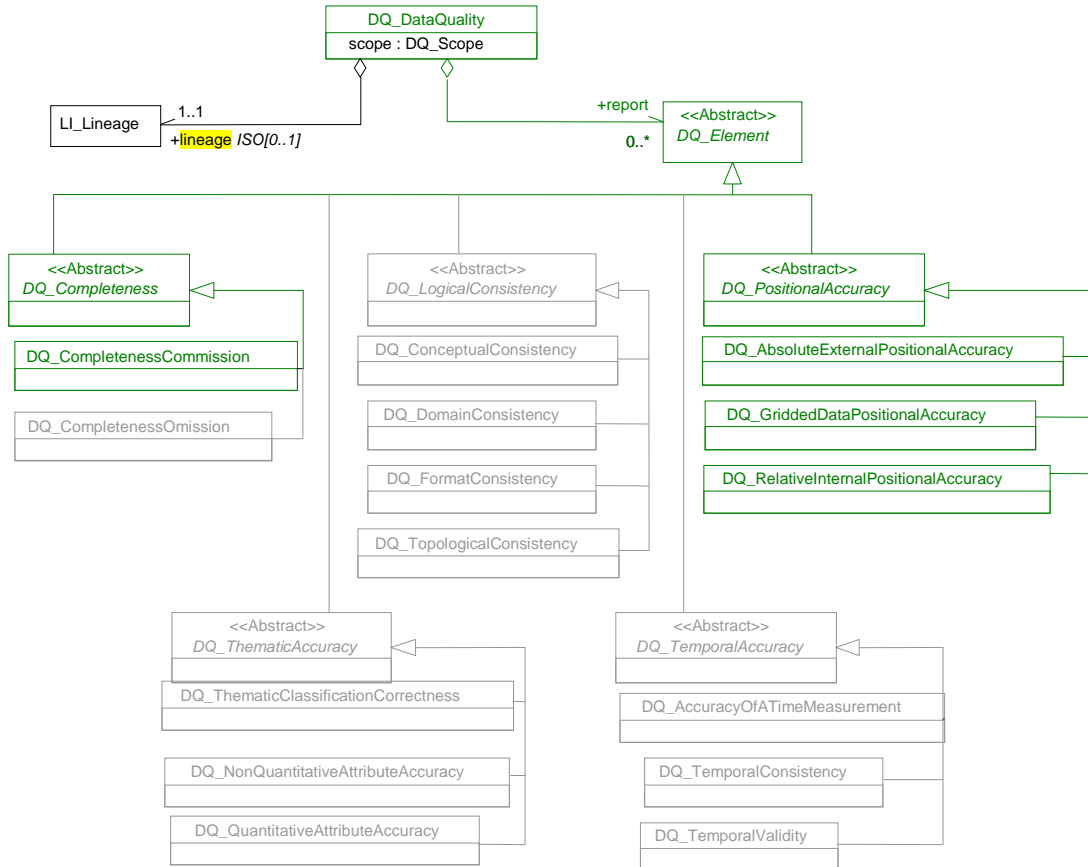 DQ_DataQuality
scope : DQ_Scope
LI_Lineage
1..1
+lineage ISO[0..1]
+report
0..*
<<Abstract>>
DQ_Element
<<Abstract>>
DQ_Completeness
DQ_CompletenessCommission
DQ_CompletenessOmission
<<Abstract>>
DQ_LogicalConsistency
DQ_ConceptualConsistency
DQ_DomainConsistency
DQ_FormatConsistency
DQ_TopologicalConsistency
<<Abstract>>
DQ_PositionalAccuracy
DQ_AbsoluteExternalPositionalAccuracy
DQ_GriddedDataPositionalAccuracy
DQ_RelativeInternalPositionalAccuracy
<<Abstract>>
DQ_ThematicAccuracy
DQ_ThematicClassificationCorrectness
DQ_NonQuantitativeAttributeAccuracy
DQ_QuantitativeAttributeAccuracy
<<Abstract>>
DQ_TemporalAccuracy
DQ_AccuracyOfATimeMeasurement
DQ_TemporalConsistency
DQ_TemporalValidity